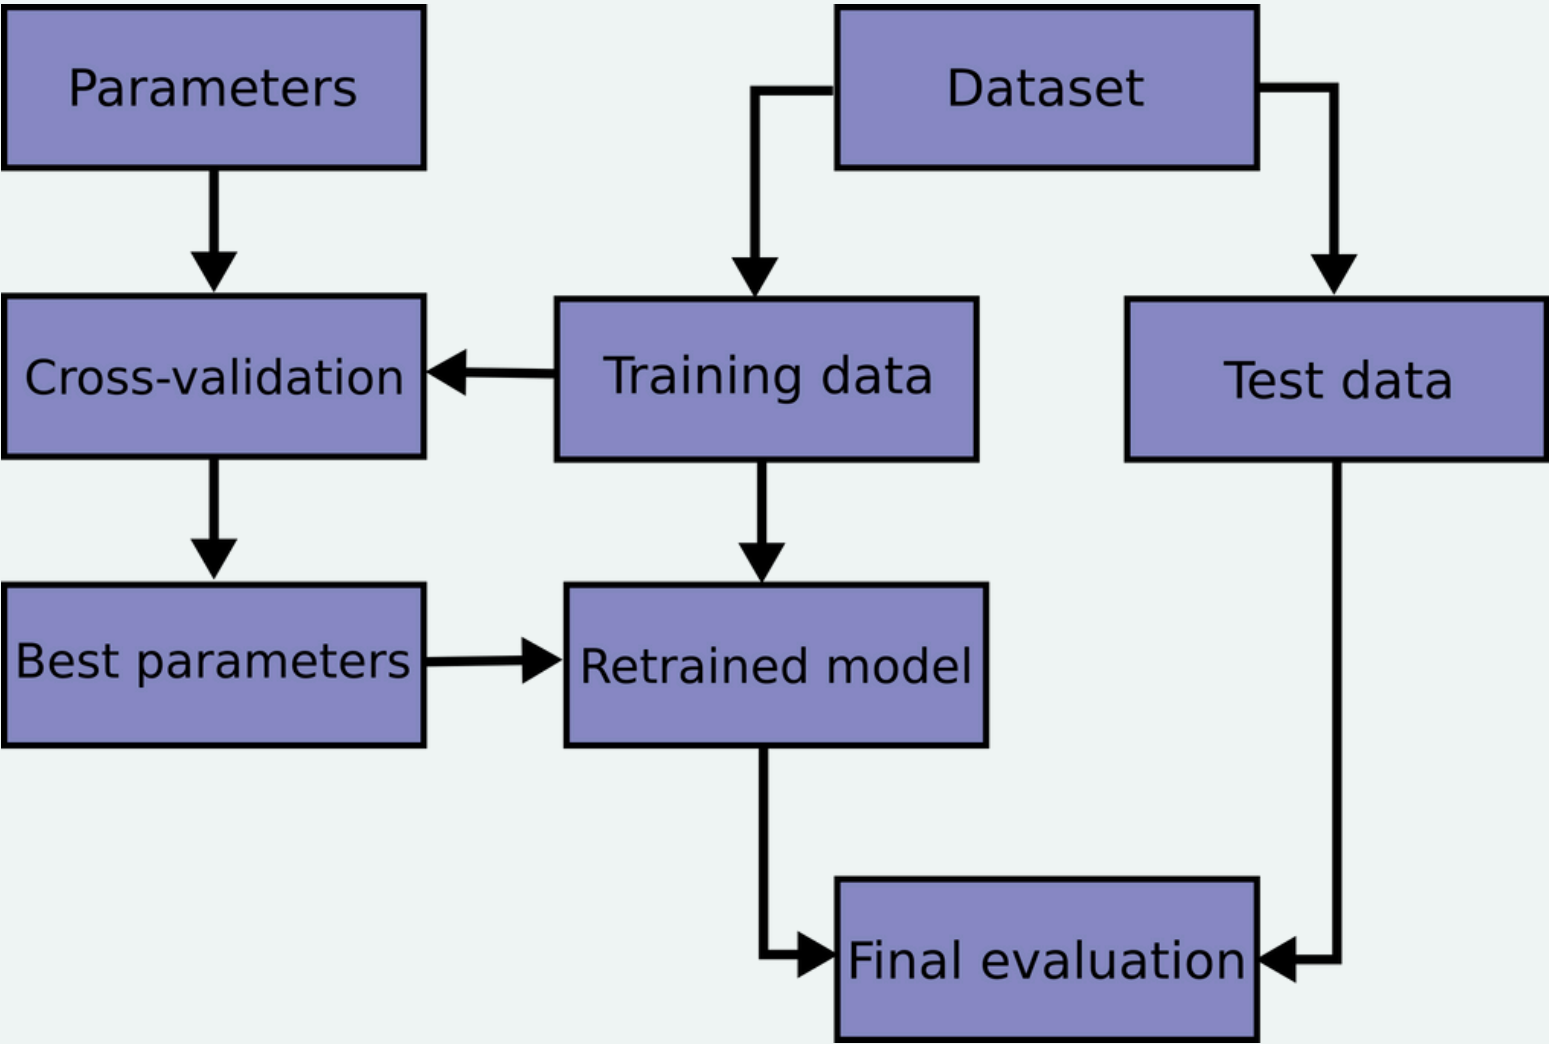 Parameters
Dataset
Cross-validation
Training data
Test data
Best parameters
Retrained model
Final evaluation